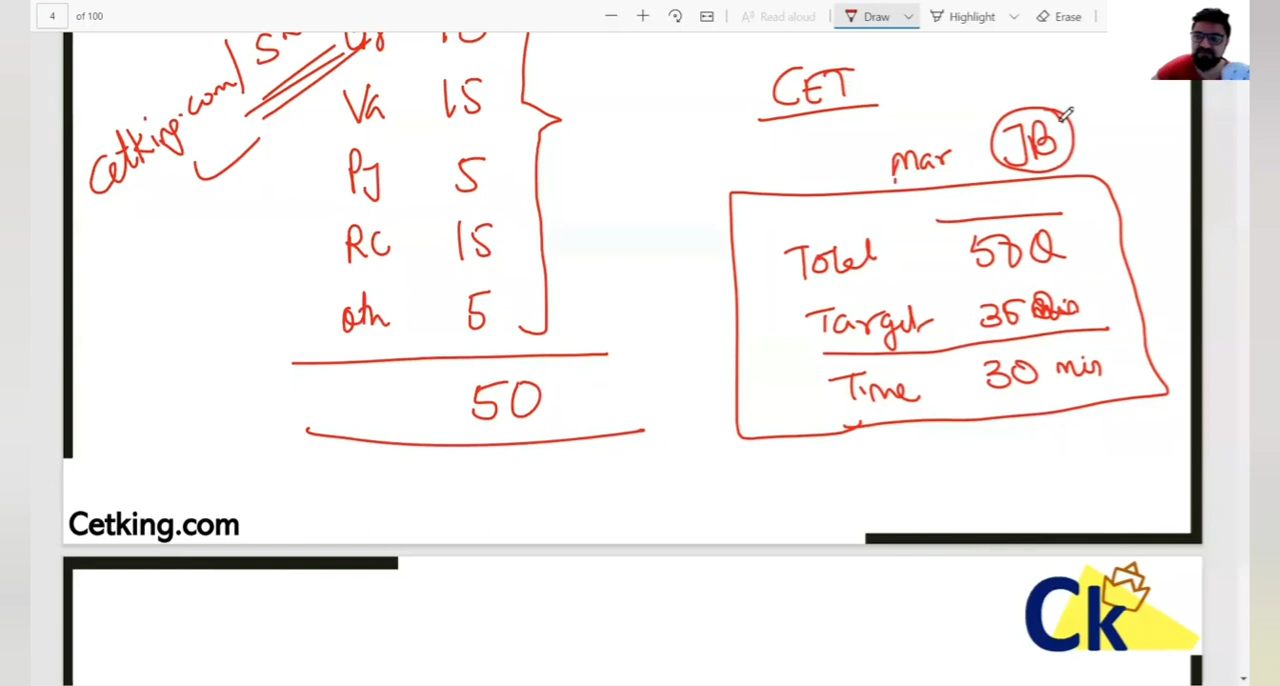 4 of 100
Read aloud
Draw
Highlight
Erase
cetking.com/
Va 15
PJ 5
RC 15
oth 5
50
CET
mar JB
Total 50Q
Target 35
Time 30 min
Cetking.com
Ck